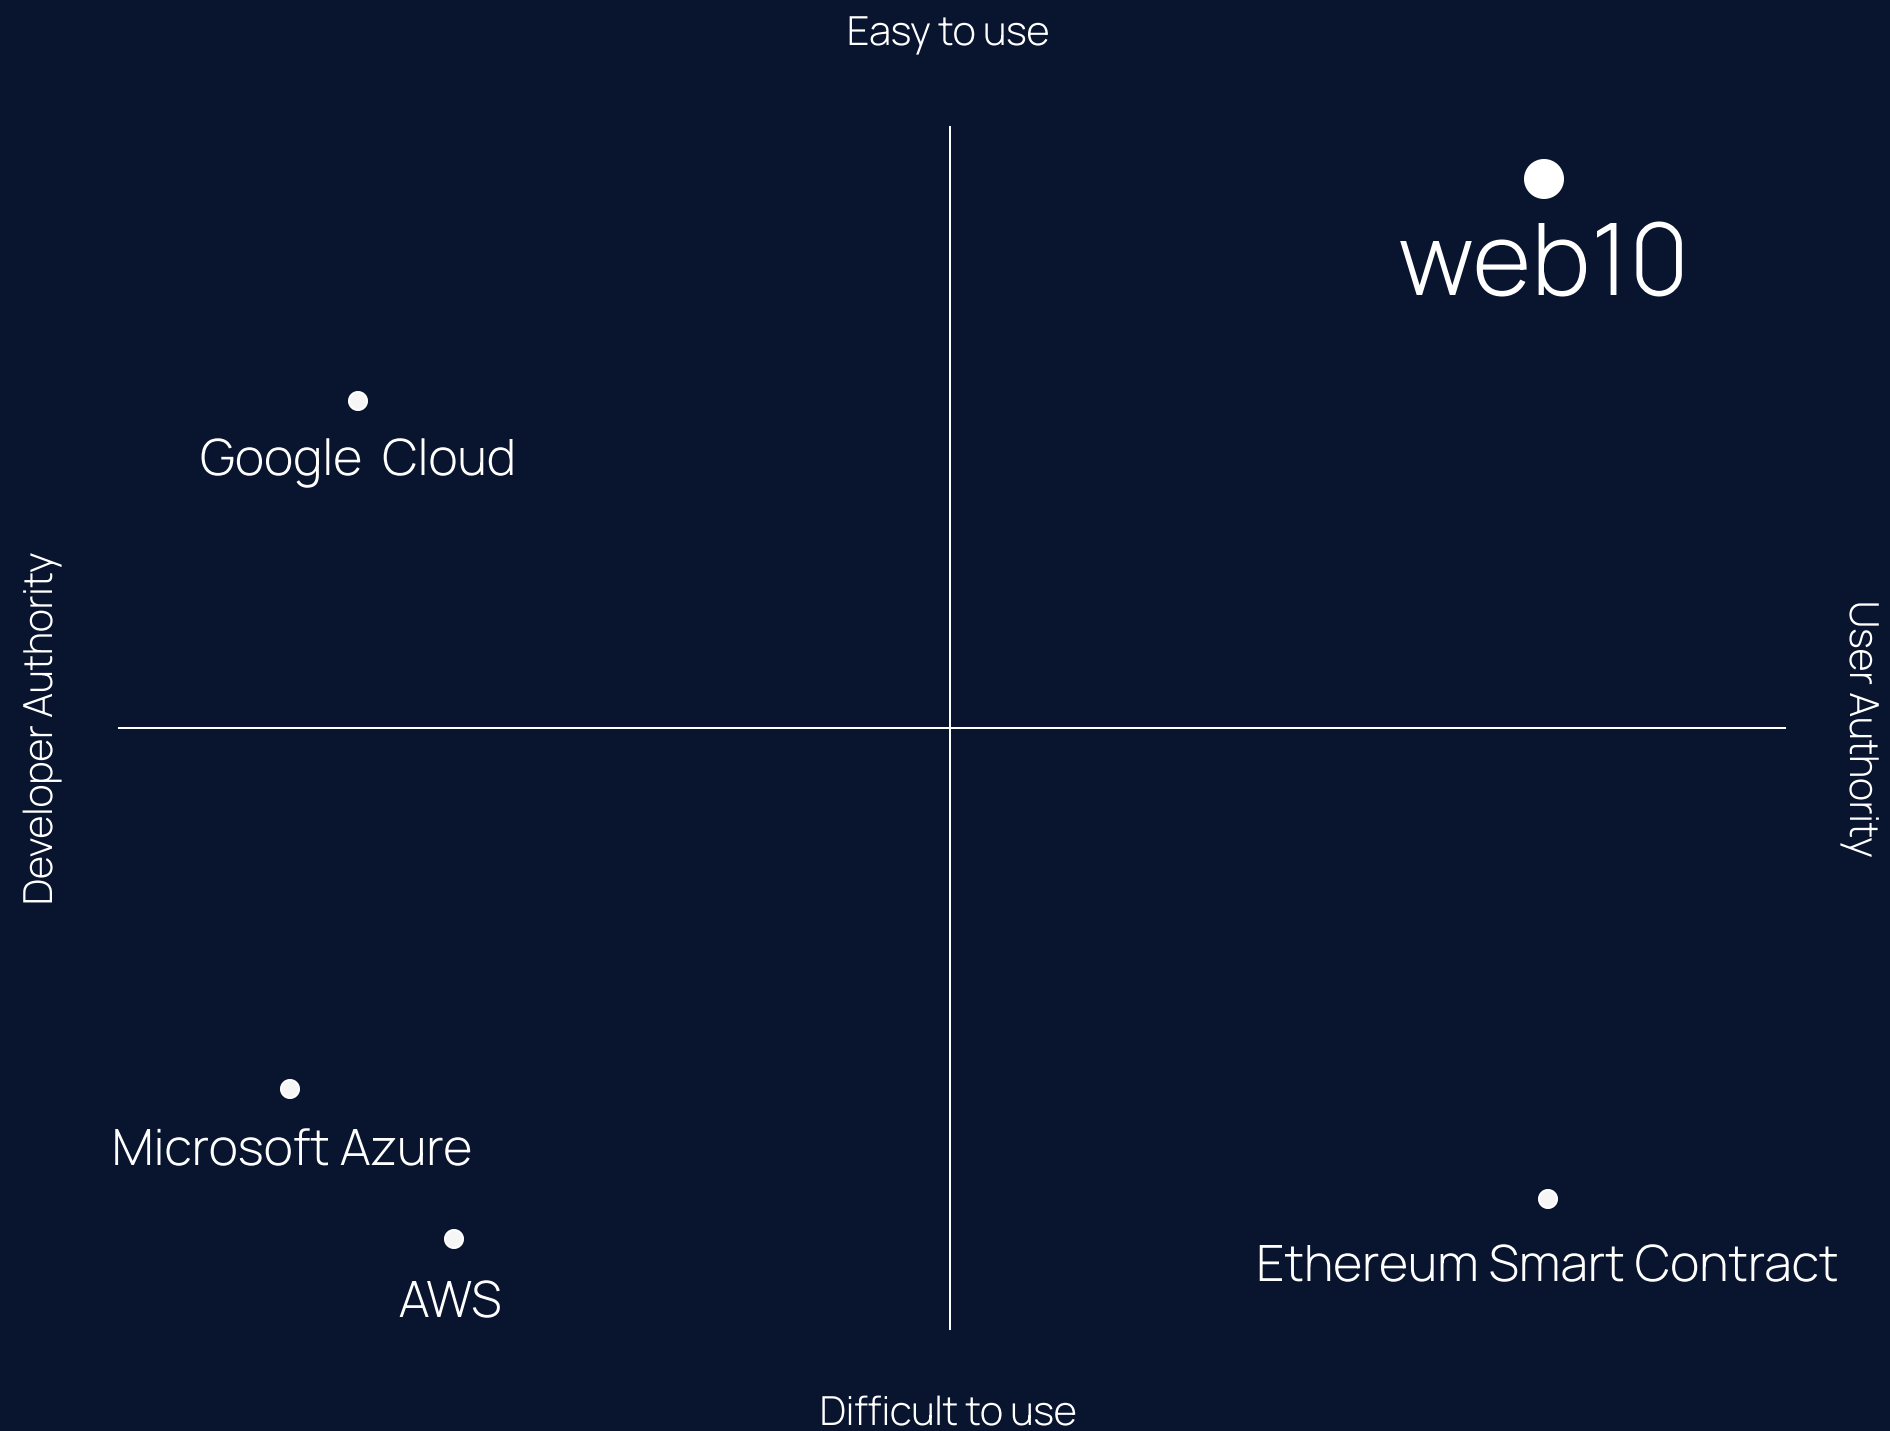 Easy to use
web10
Google Cloud
Developer Authority
User Authority
Microsoft Azure
Ethereum Smart Contract
AWS
Difficult to use